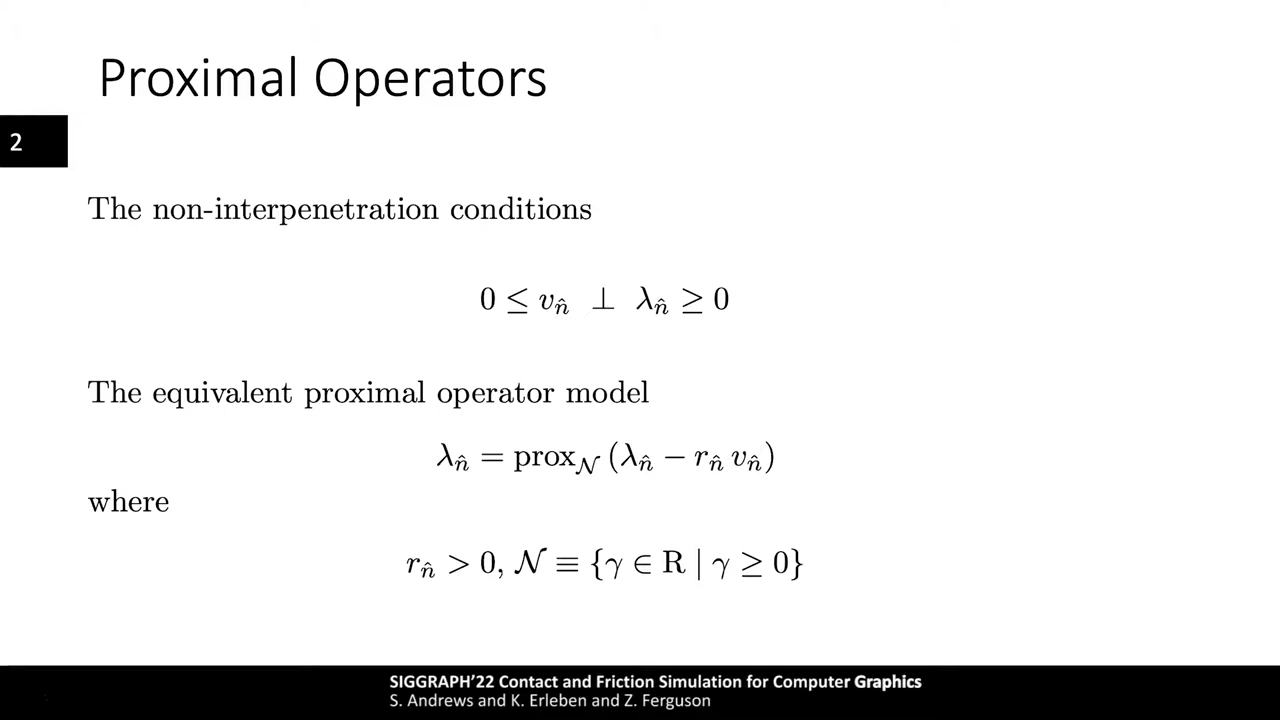 Proximal Operators
2
The non-interpenetration conditions
0 ≤ v_n̂ ⊥ λ_n̂ ≥ 0
The equivalent proximal operator model
λ_n̂ = prox_𝒩 (λ_n̂ − r_n̂ v_n̂)
where
r_n̂ > 0, 𝒩 ≡ {γ ∈ R | γ ≥ 0}
SIGGRAPH'22 Contact and Friction Simulation for Computer Graphics
S. Andrews and K. Erleben and Z. Ferguson